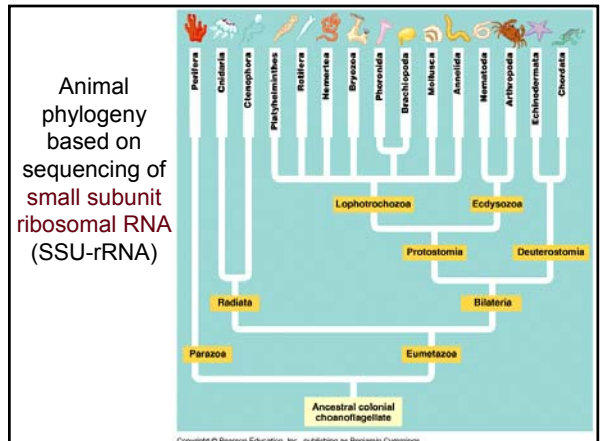 Animal
phylogeny
based on
sequencing of
small subunit
ribosomal RNA
(SSU-rRNA)
Porifera
Cnidaria
Ctenophora
Platyhelminthes
Rotifera
Nemertea
Bryozoa
Phoronida
Brachiopoda
Mollusca
Annelida
Nematoda
Arthropoda
Echinodermata
Chordata
Lophotrochozoa
Ecdysozoa
Protostomia
Deuterostomia
Radiata
Bilateria
Parazoa
Eumetazoa
Ancestral colonial
choanoflagellate
Copyright © Pearson Education, Inc., publishing as Benjamin Cummings